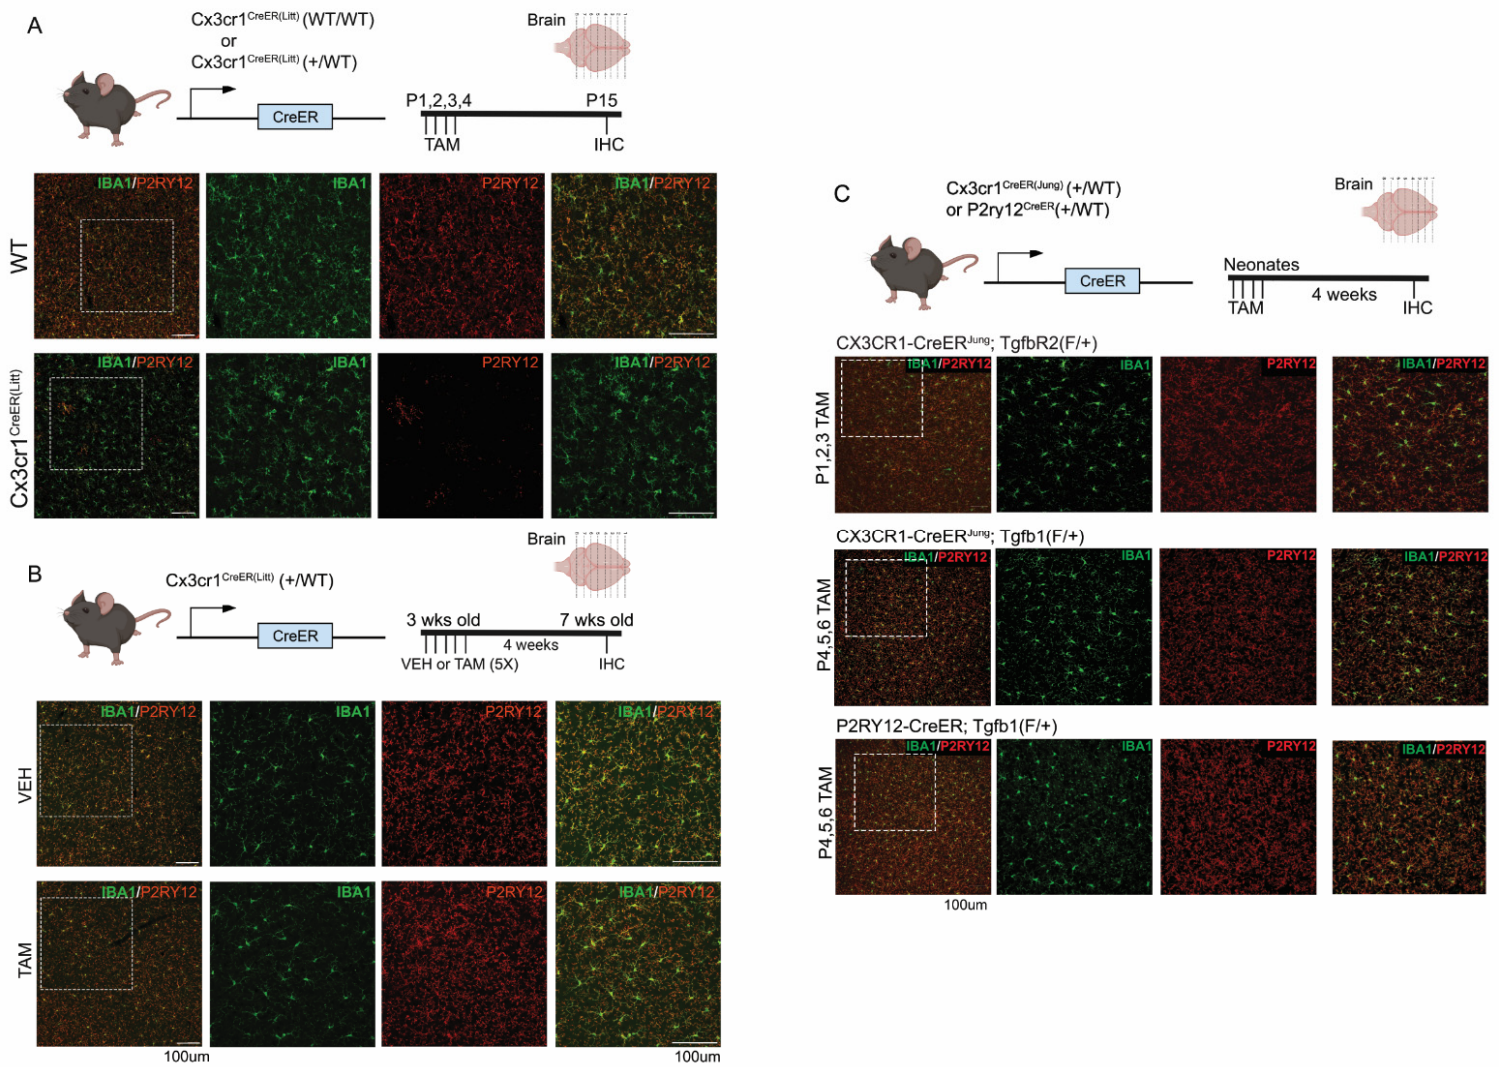 A
Cx3cr1CreER(Litt) (WT/WT)
or
Cx3cr1CreER(Litt) (+/WT)
Brain
CreER
P1,2,3,4
P15
TAM
IHC
WT
IBA1/P2RY12
IBA1
P2RY12
IBA1/P2RY12
Cx3cr1CreER(Litt)
IBA1/P2RY12
IBA1
P2RY12
IBA1/P2RY12
B
Cx3cr1CreER(Litt) (+/WT)
Brain
CreER
3 wks old
7 wks old
4 weeks
VEH or TAM (5X)
IHC
VEH
IBA1/P2RY12
IBA1
P2RY12
IBA1/P2RY12
TAM
IBA1/P2RY12
IBA1
P2RY12
IBA1/P2RY12
100um
100um
C
Cx3cr1CreER(Jung) (+/WT)
or P2ry12CreER(+/WT)
Brain
CreER
Neonates
4 weeks
TAM
IHC
CX3CR1-CreERJung; TgfbR2(F/+)
P1,2,3 TAM
IBA1/P2RY12
IBA1
P2RY12
IBA1/P2RY12
CX3CR1-CreERJung; Tgfb1(F/+)
P4,5,6 TAM
IBA1/P2RY12
IBA1
P2RY12
IBA1/P2RY12
P2RY12-CreER; Tgfb1(F/+)
P4,5,6 TAM
IBA1/P2RY12
IBA1
P2RY12
IBA1/P2RY12
100um